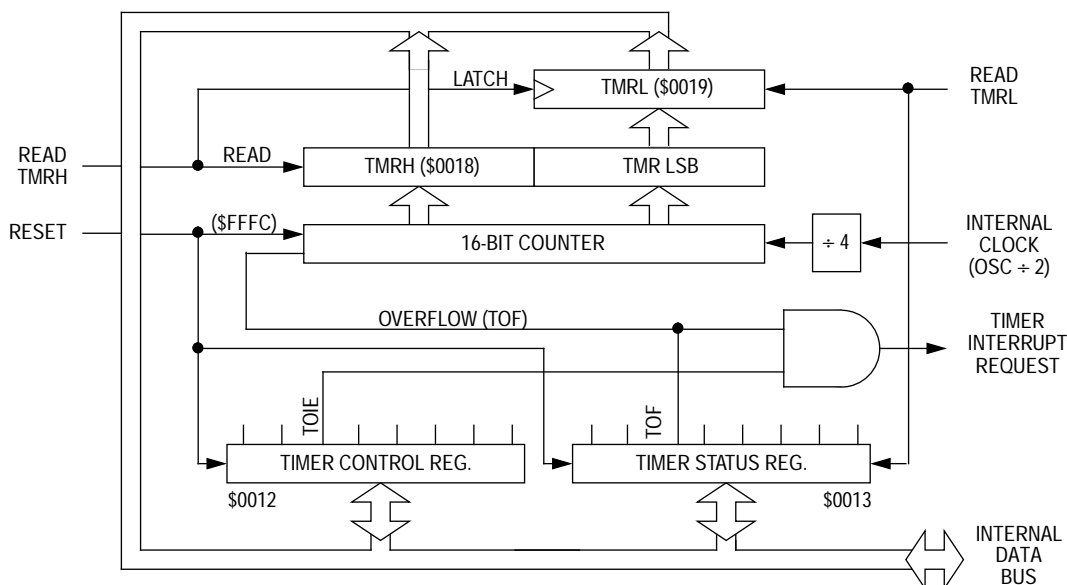 LATCH
TMRL ($0019)
READ
TMRL
READ
TMRH
READ
TMRH ($0018)
TMR LSB
RESET
($FFFC)
16-BIT COUNTER
÷ 4
INTERNAL
CLOCK
(OSC ÷ 2)
OVERFLOW (TOF)
TIMER
INTERRUPT
REQUEST
TOIE
TOF
TIMER CONTROL REG.
TIMER STATUS REG.
$0012
$0013
INTERNAL
DATA
BUS